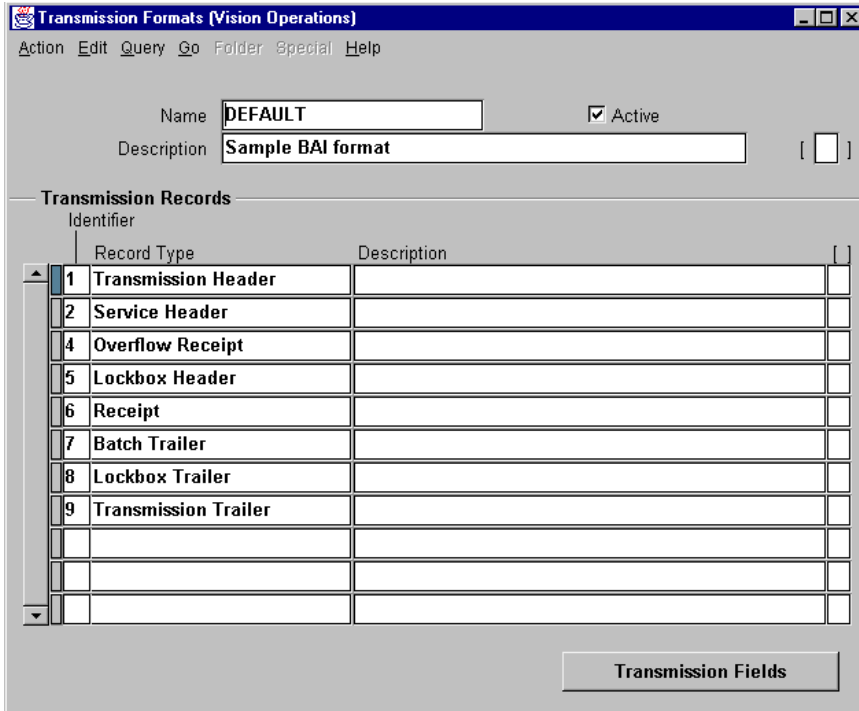 Transmission Formats (Vision Operations)
Action Edit Query Go Folder Special Help
Name DEFAULT Active
Description Sample BAI format [ ]
Transmission Records
Identifier
Record Type Description [ ]
1 Transmission Header
2 Service Header
4 Overflow Receipt
5 Lockbox Header
6 Receipt
7 Batch Trailer
8 Lockbox Trailer
9 Transmission Trailer
Transmission Fields